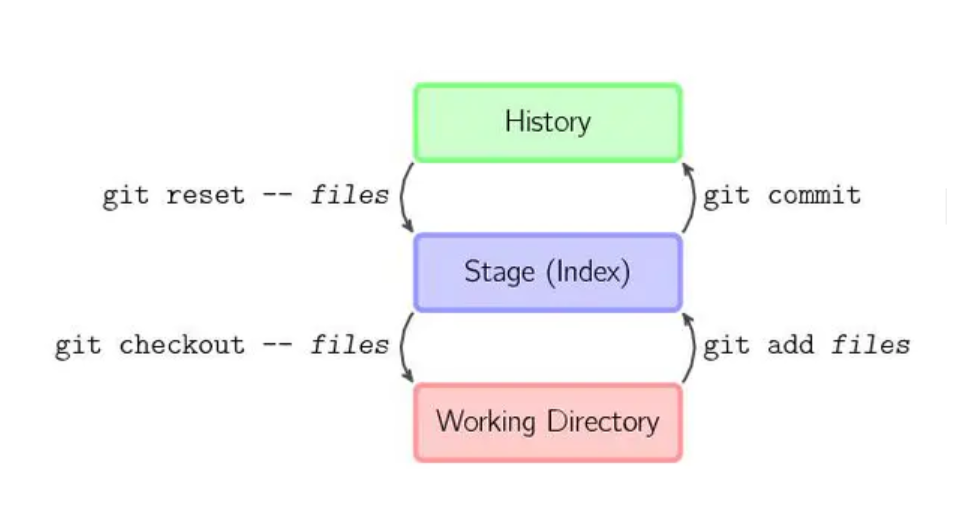 History
git reset -- files
git commit
Stage (Index)
git checkout -- files
git add files
Working Directory